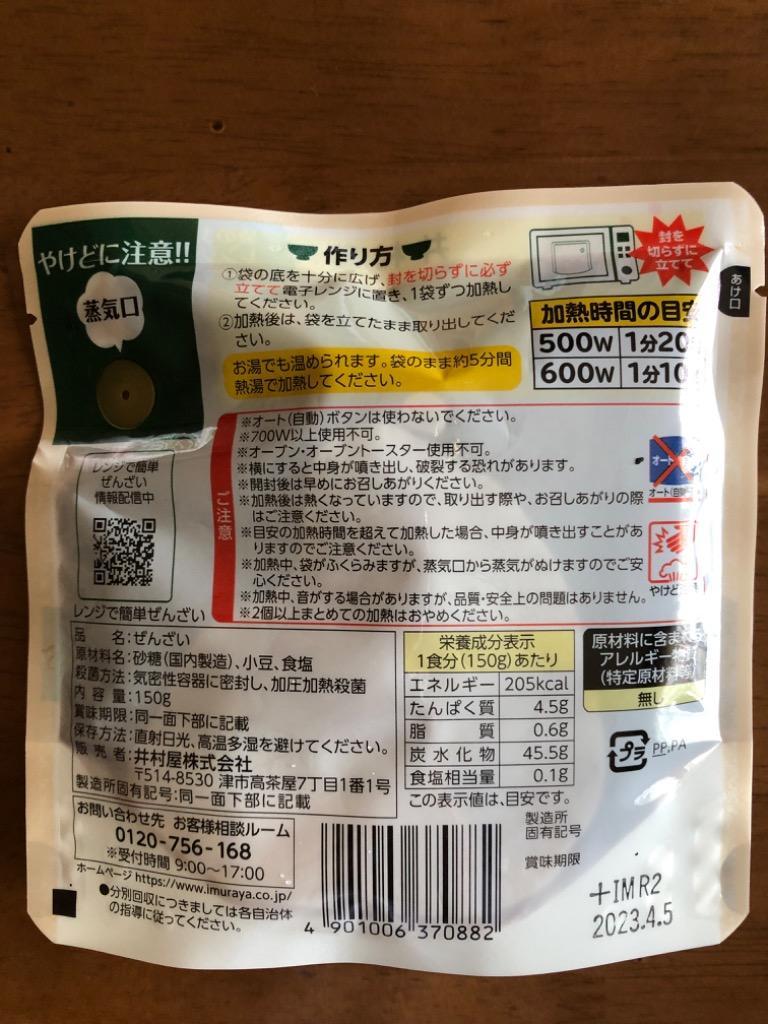 やけどに注意!!
蒸気口
作り方
①袋の底を十分に広げ、封を切らずに必ず
立てて電子レンジに置き、1袋ずつ加熱し
てください。
②加熱後は、袋を立てたまま取り出してくだ
さい。
お湯でも温められます。袋のまま約5分間
熱湯で加熱してください。
封を
切らずに
立てて
あけ口
加熱時間の目安
500W 1分20
600W 1分10
ご注意
※オート(自動)ボタンは使わないでください。
※700W以上使用不可。
※オーブン・オーブントースター使用不可。
※横にすると中身が噴き出し、破裂する恐れがあります。
※開封後は早めにお召しあがりください。
※加熱後は熱くなっていますので、取り出す際や、お召しあがりの際
はご注意ください。
※目安の加熱時間を超えて加熱した場合、中身が噴き出すことがあ
りますのでご注意ください。
※加熱中、袋がふくらみますが、蒸気口から蒸気がぬけますのでご安
心ください。
※加熱中、音がする場合がありますが、品質・安全上の問題はありません。
※2個以上まとめての加熱はおやめください。
オート
オート(自動
やけど
レンジで簡単
ぜんざい
情報配信中
レンジで簡単ぜんざい
品名:ぜんざい
原材料名:砂糖(国内製造)、小豆、食塩
殺菌方法:気密性容器に密封し、加圧加熱殺菌
内容量:150g
賞味期限:同一面下部に記載
保存方法:直射日光、高温多湿を避けてください。
販売者:井村屋株式会社
〒514-8530 津市高茶屋7丁目1番1号
製造所固有記号:同一面下部に記載
栄養成分表示
1食分(150g)あたり
エネルギー 205kcal
たんぱく質 4.5g
脂質 0.6g
炭水化物 45.5g
食塩相当量 0.1g
この表示値は、目安です。
原材料に含まれる
アレルギー物質
(特定原材料等)
無し
プラ PP,PA
お問い合わせ先 お客様相談ルーム
0120-756-168
※受付時間 9:00~17:00
ホームページ https://www.imuraya.co.jp/
●分別回収につきましては各自治体
の指導に従ってください。
4 901006 370882
製造所
固有記号
賞味期限
+IMR2
2023.4.5